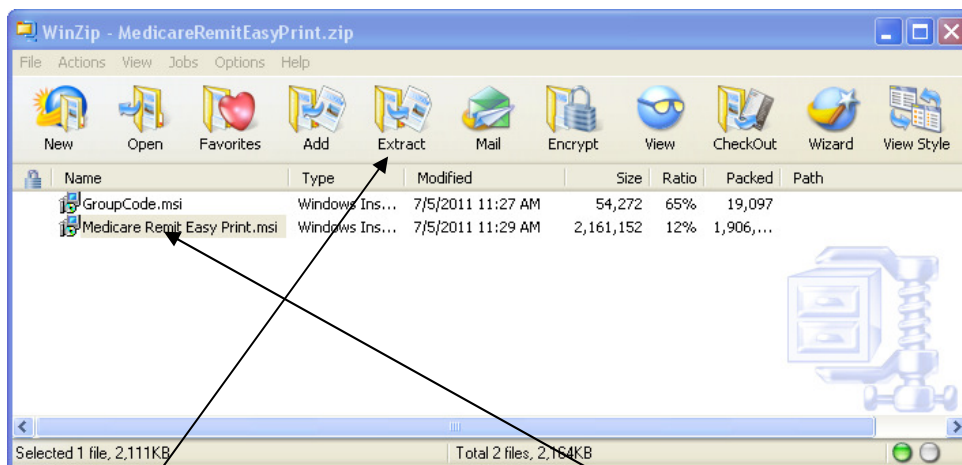 WinZip - MedicareRemitEasyPrint.zip
File Actions View Jobs Options Help
New Open Favorites Add Extract Mail Encrypt View CheckOut Wizard View Style
Name Type Modified Size Ratio Packed Path
GroupCode.msi Windows Ins... 7/5/2011 11:27 AM 54,272 65% 19,097
Medicare Remit Easy Print.msi Windows Ins... 7/5/2011 11:29 AM 2,161,152 12% 1,906,...
Selected 1 file, 2,111KB Total 2 files, 2,164KB